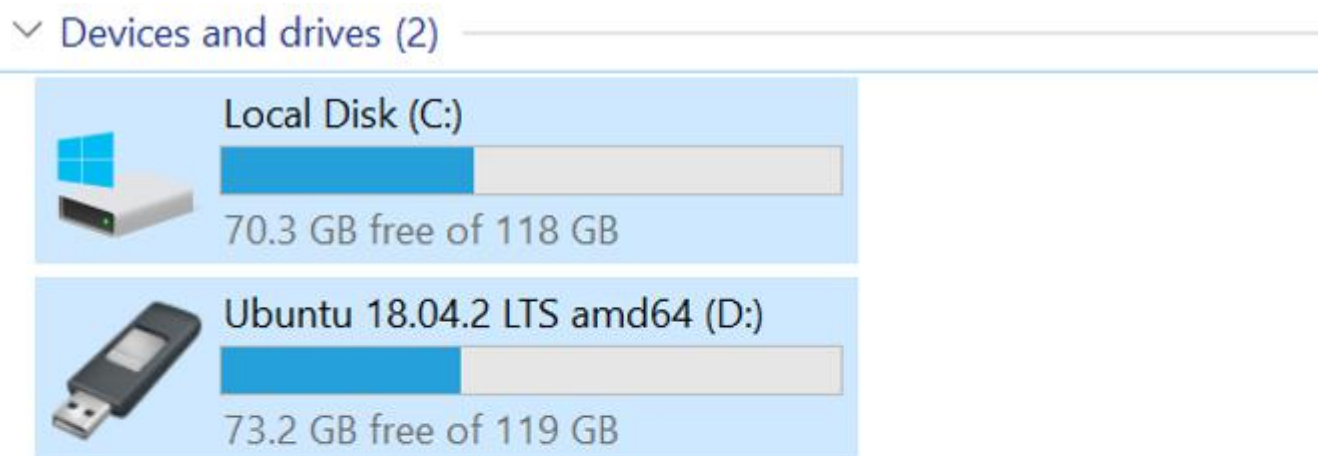 Devices and drives (2)
Local Disk (C:)
70.3 GB free of 118 GB
Ubuntu 18.04.2 LTS amd64 (D:)
73.2 GB free of 119 GB